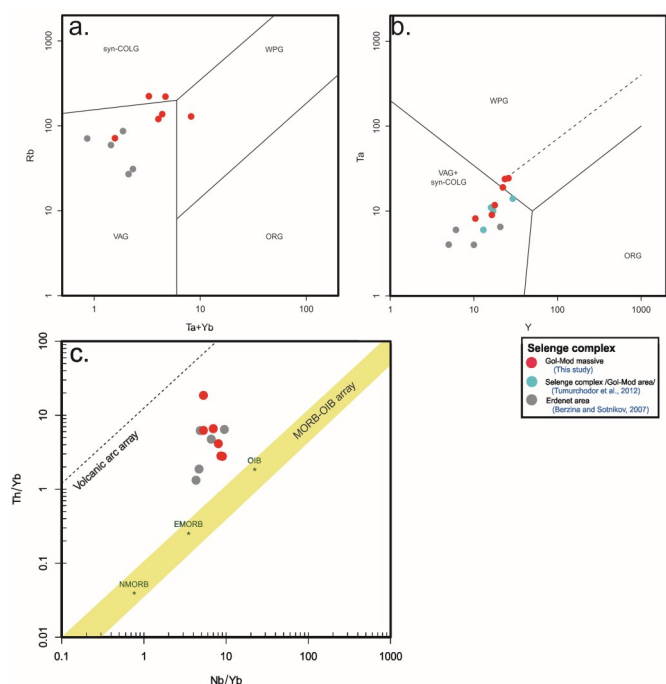 a.
syn-COLG
WPG
VAG
ORG
Rb
1
10
100
1000
1
10
100
Ta+Yb
b.
WPG
VAG+
syn-COLG
ORG
Ta
1
10
100
1000
1
10
100
1000
Y
c.
Volcanic arc array
MORB-OIB array
OIB
EMORB
NMORB
Th/Yb
0.01
0.1
1
10
100
0.1
1
10
100
1000
Nb/Yb
Selenge complex
Gol-Mod massive
(This study)
Selenge complex /Gol-Mod area/
(Tumurchodor et al., 2012)
Erdenet area
(Berzina and Sotnikov, 2007)